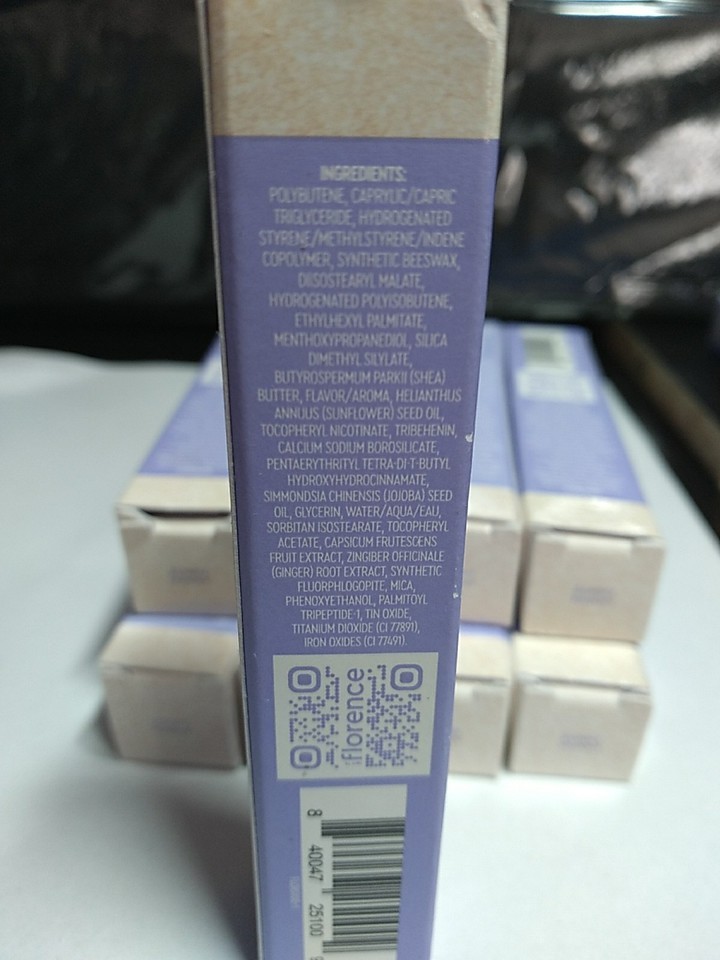 INGREDIENTS:
POLYBUTENE, CAPRYLIC/CAPRIC
TRIGLYCERIDE, HYDROGENATED
STYRENE/METHYLSTYRENE/INDENE
COPOLYMER, SYNTHETIC BEESWAX,
DIISOSTEARYL MALATE,
HYDROGENATED POLYISOBUTENE,
ETHYLHEXYL PALMITATE,
MENTHOXYPROPANEDIOL, SILICA
DIMETHYL SILYLATE,
BUTYROSPERMUM PARKII (SHEA)
BUTTER, FLAVOR/AROMA, HELIANTHUS
ANNUUS (SUNFLOWER) SEED OIL,
TOCOPHERYL NICOTINATE, TRIBEHENIN,
CALCIUM SODIUM BOROSILICATE,
PENTAERYTHRITYL TETRA-DI-T-BUTYL
HYDROXYHYDROCINNAMATE,
SIMMONDSIA CHINENSIS (JOJOBA) SEED
OIL, GLYCERIN, WATER/AQUA/EAU,
SORBITAN ISOSTEARATE, TOCOPHERYL
ACETATE, CAPSICUM FRUTESCENS
FRUIT EXTRACT, ZINGIBER OFFICINALE
(GINGER) ROOT EXTRACT, SYNTHETIC
FLUORPHLOGOPITE, MICA,
PHENOXYETHANOL, PALMITOYL
TRIPEPTIDE-1, TIN OXIDE,
TITANIUM DIOXIDE (CI 77891),
IRON OXIDES (CI 77491).
florence
8 40047 25100 9